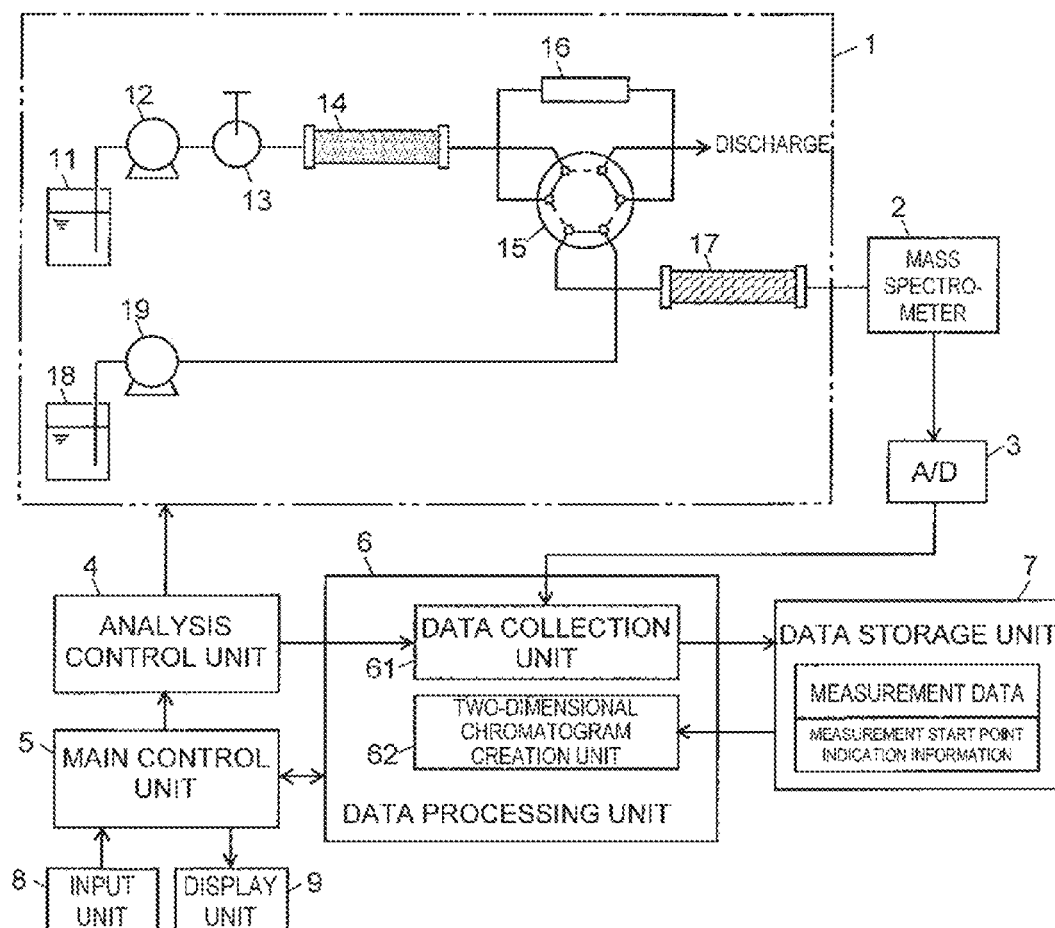 1
16
12
14
11
13
DISCHARGE
15
17
2
MASS
SPECTRO-
METER
19
18
3
A/D
4
ANALYSIS
CONTROL UNIT
6
DATA COLLECTION
UNIT
61
7
DATA STORAGE UNIT
MEASUREMENT DATA
MEASUREMENT START POINT
INDICATION INFORMATION
TWO-DIMENSIONAL
CHROMATOGRAM
CREATION UNIT
62
5
MAIN CONTROL
UNIT
DATA PROCESSING UNIT
8
INPUT
UNIT
DISPLAY
UNIT
9